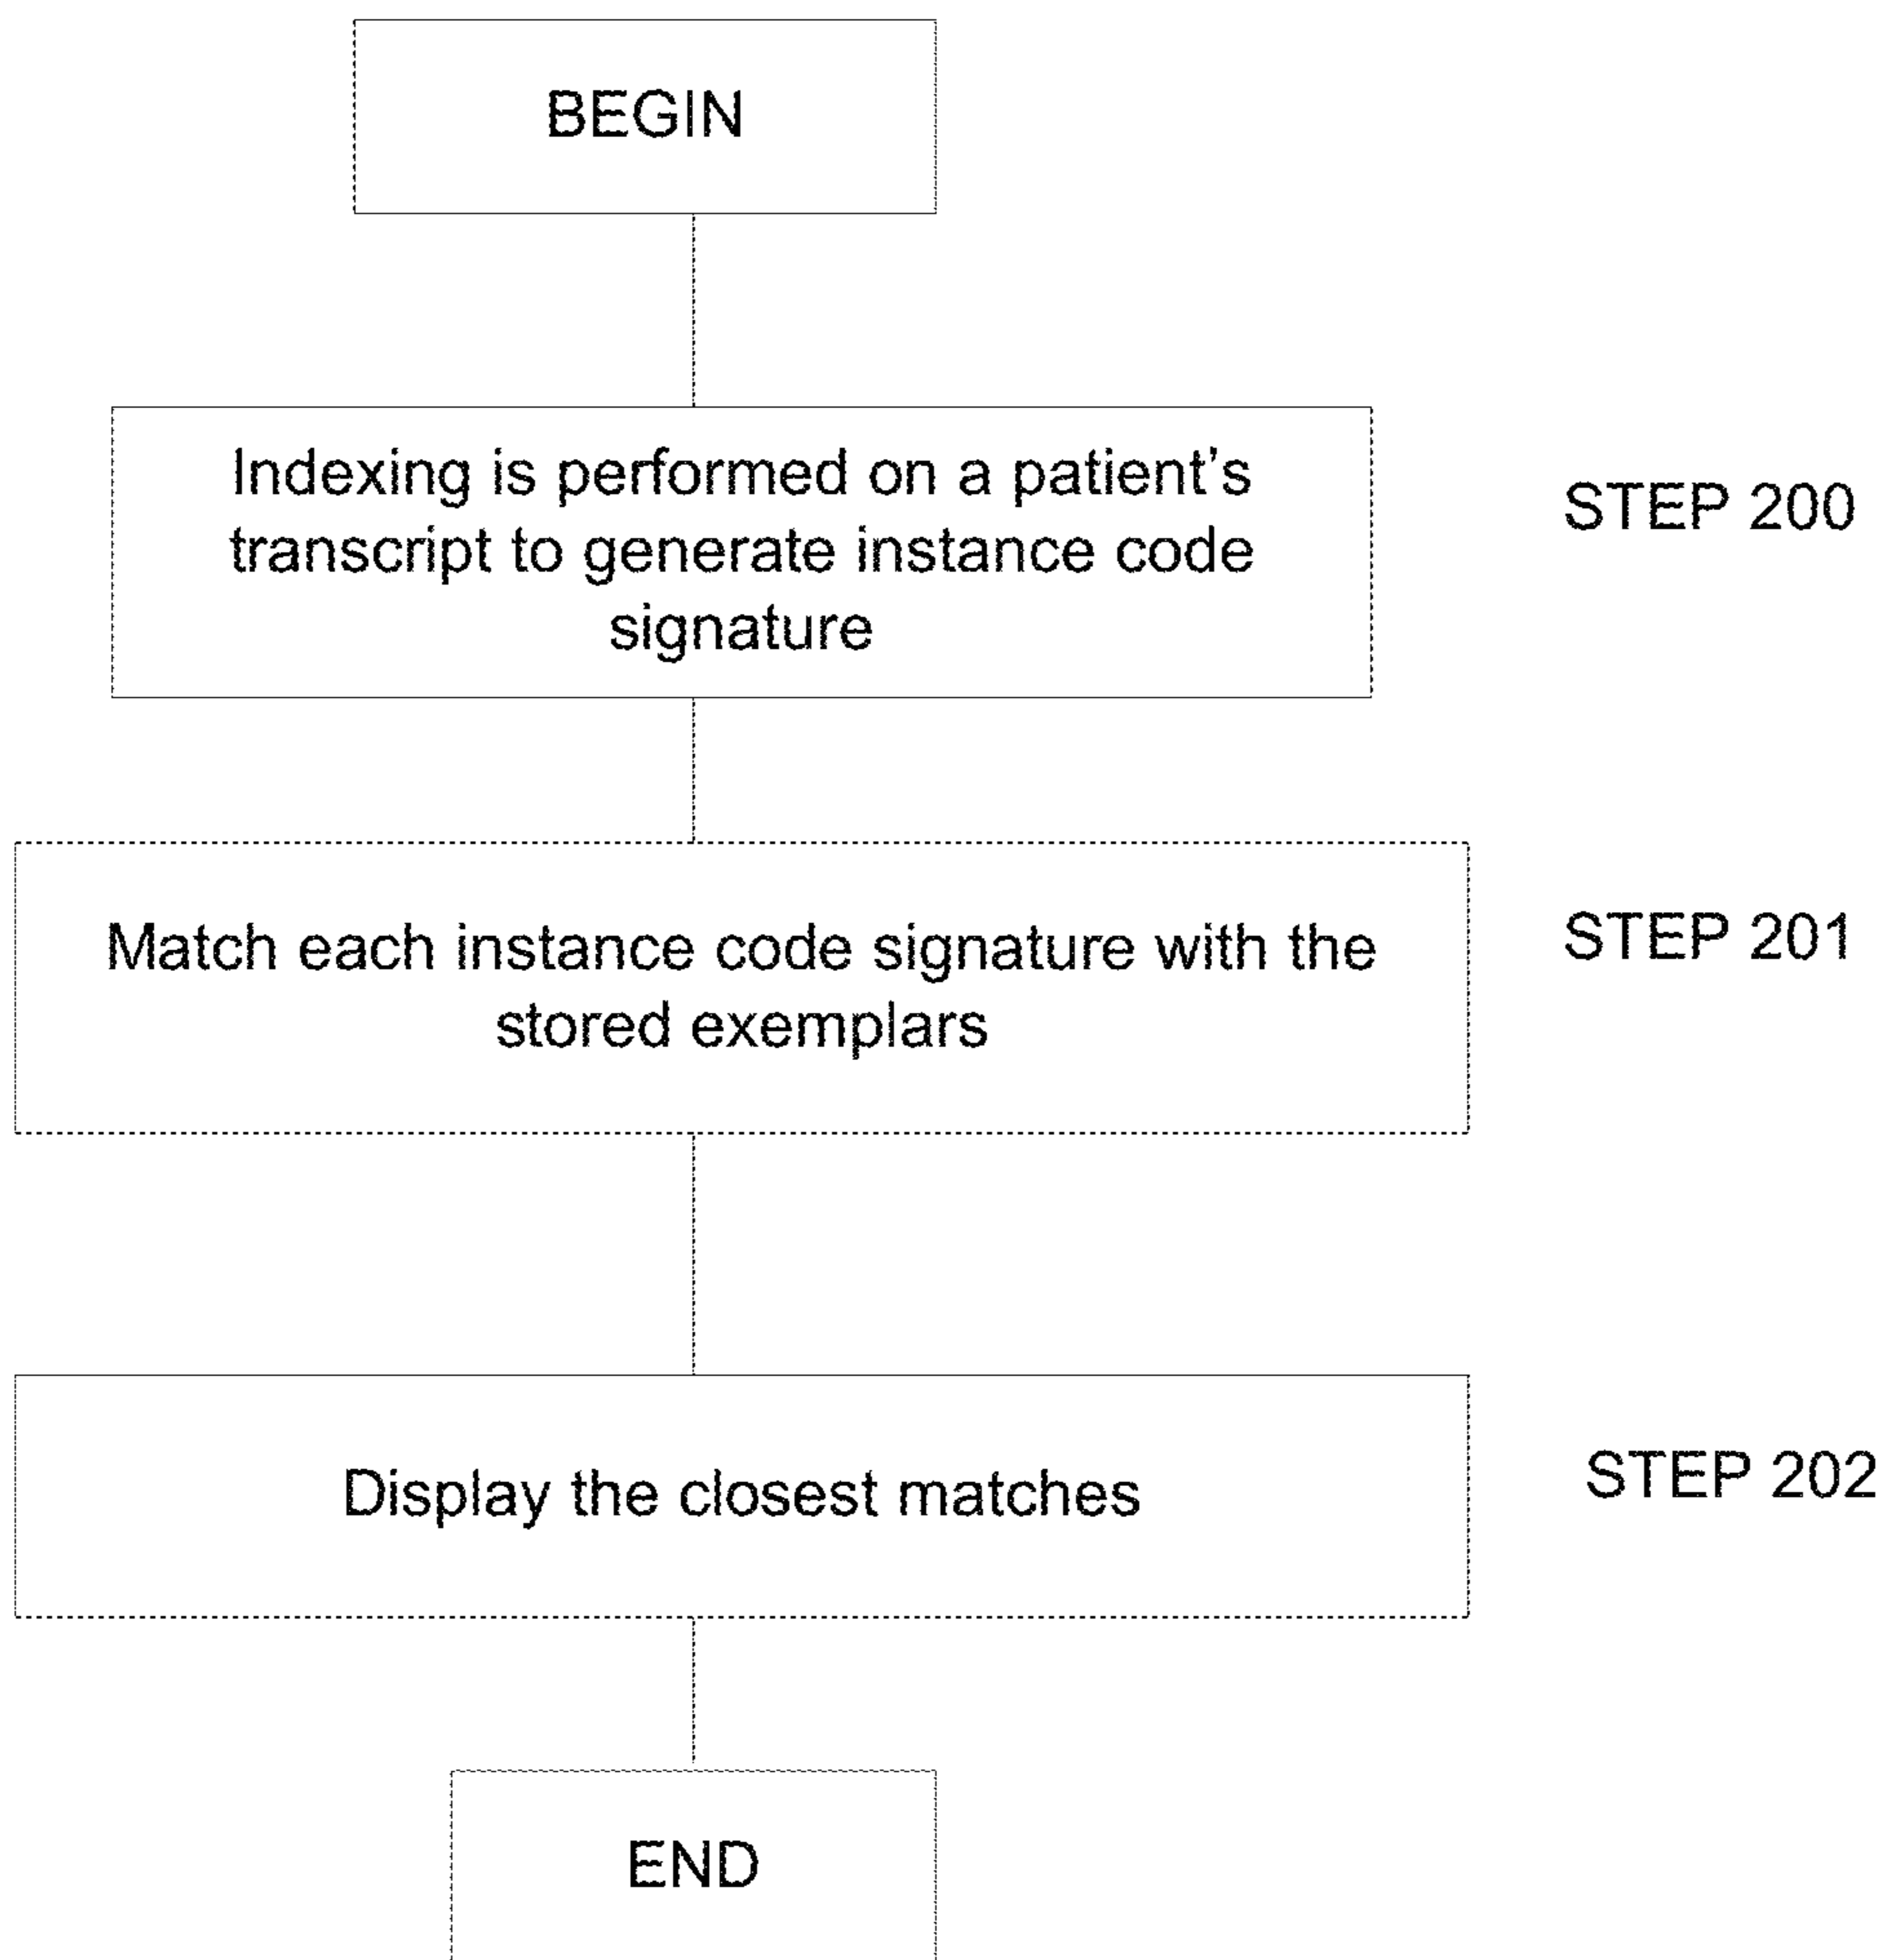 BEGIN
Indexing is performed on a patient's
transcript to generate instance code
signature
STEP 200
Match each instance code signature with the
stored exemplars
STEP 201
Display the closest matches
STEP 202
END